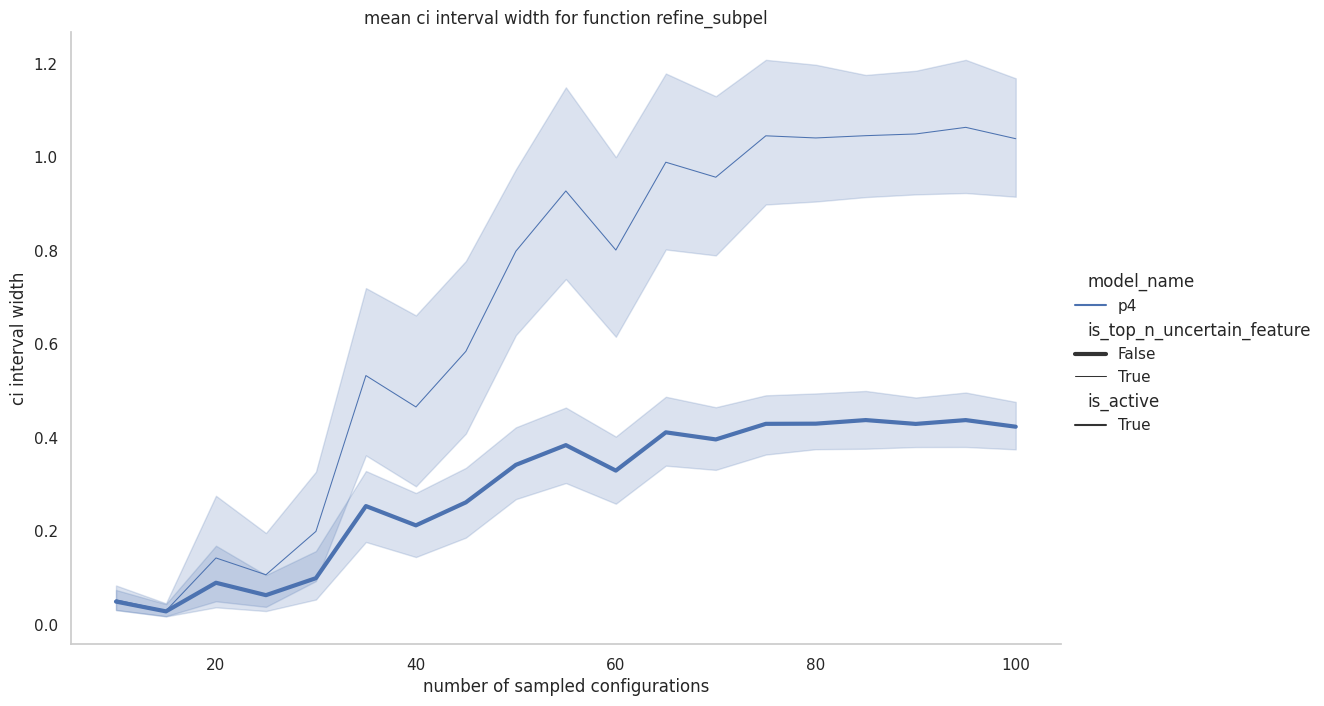 mean ci interval width for function refine_subpel
1.2
1.0
0.8
0.6
0.4
0.2
0.0
ci interval width
20
40
60
80
100
number of sampled configurations
model_name
p4
is_top_n_uncertain_feature
False
True
is_active
True